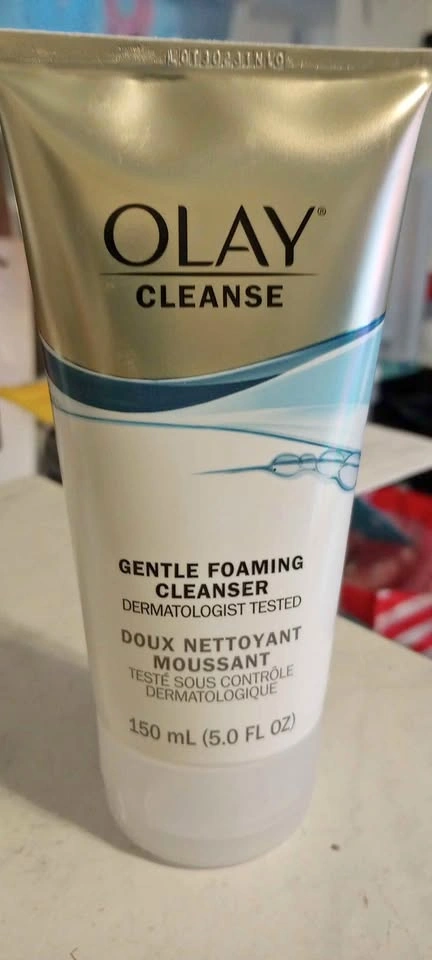 OLAY®
CLEANSE
GENTLE FOAMING
CLEANSER
DERMATOLOGIST TESTED
DOUX NETTOYANT
MOUSSANT
TESTÉ SOUS CONTRÔLE
DERMATOLOGIQUE
150 mL (5.0 FL OZ)